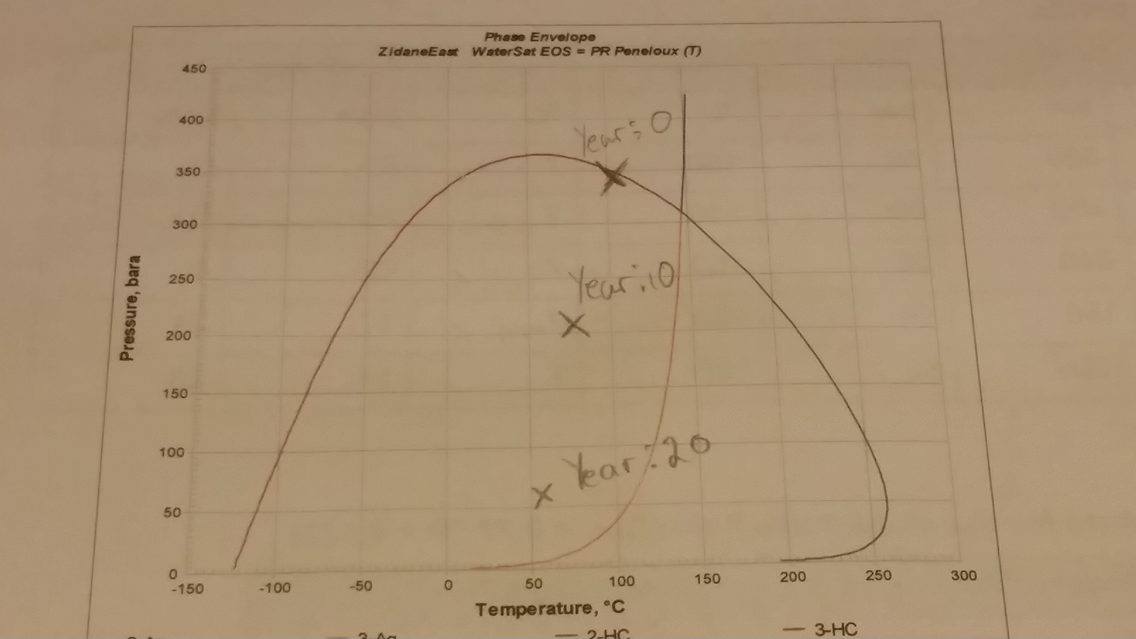 Phase Envelope
ZidaneEast WaterSat EOS = PR Peneloux (T)
450
400
350
300
250
200
150
100
50
0
Pressure, bara
Year: 0
Year: 10
Year: 20
-150 -100 -50 0 50 100 150 200 250 300
Temperature, °C
3-Aq 2-HC 3-HC